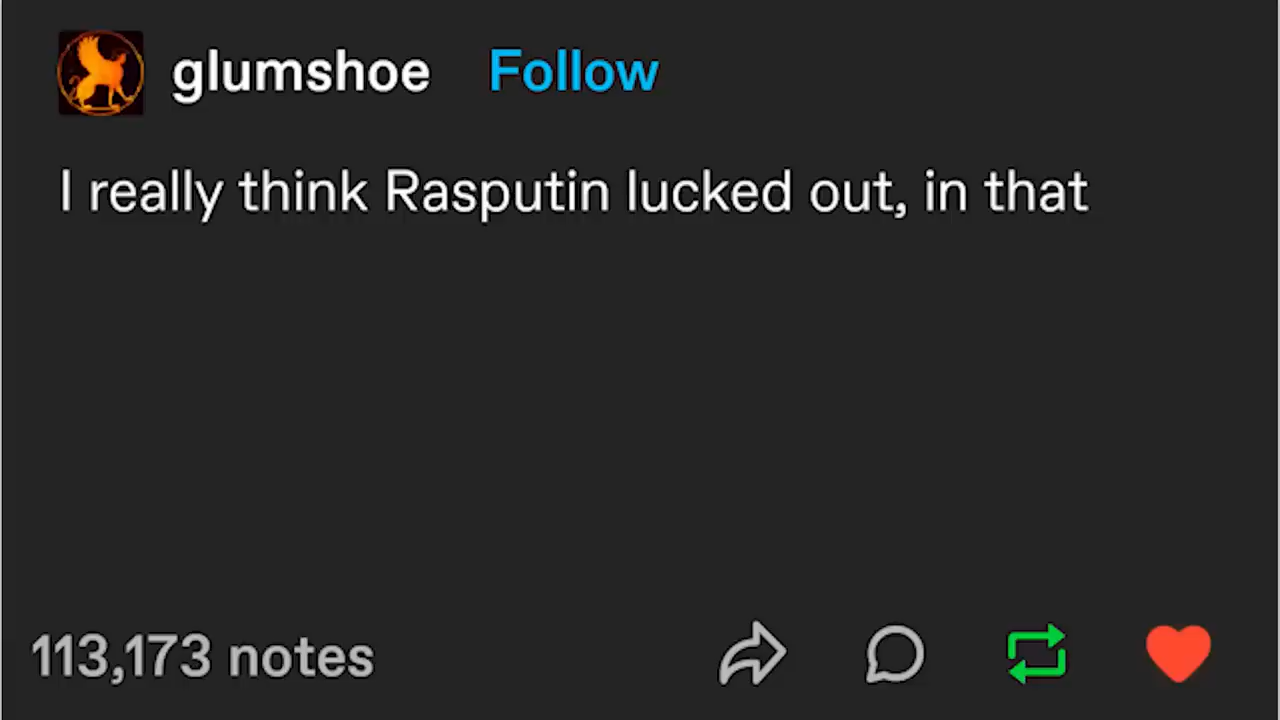 glumshoe Follow
I really think Rasputin lucked out, in that
113,173 notes